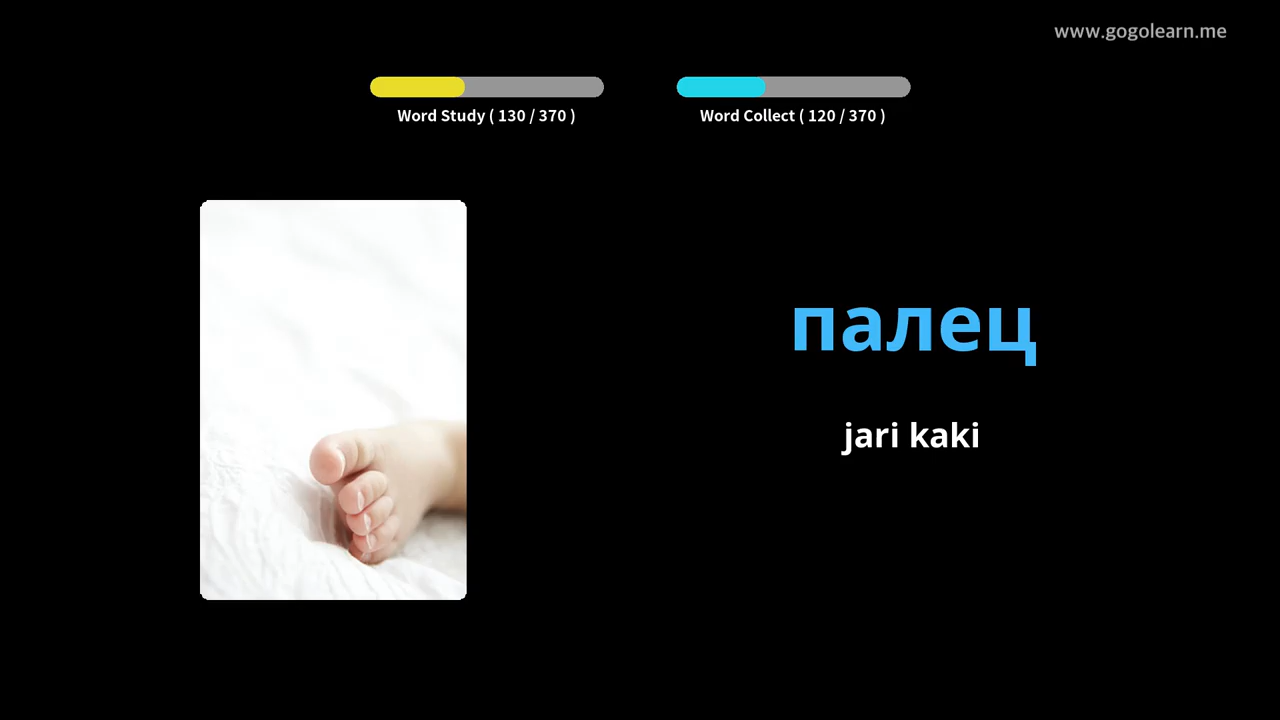 www.gogolearn.me
Word Study ( 130 / 370 )
Word Collect ( 120 / 370 )
палец
jari kaki